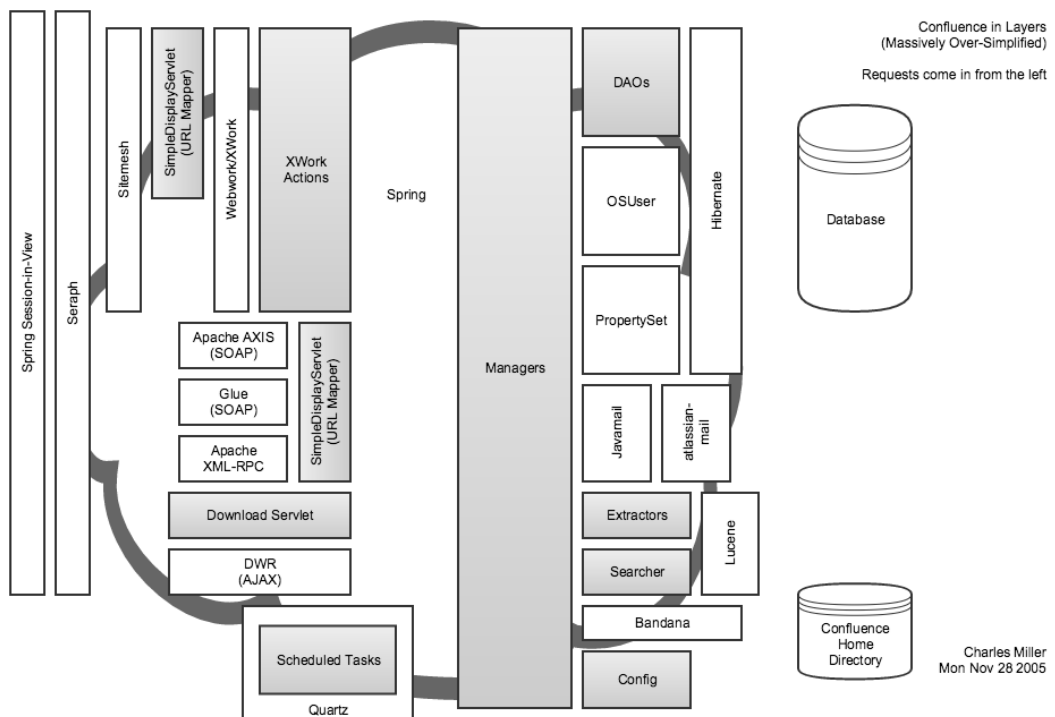 Confluence in Layers
(Massively Over-Simplified)
Requests come in from the left
Spring Session-in-View
Seraph
Sitemesh
SimpleDisplayServlet
(URL Mapper)
Webwork/XWork
XWork
Actions
Spring
Managers
DAOs
OSUser
PropertySet
Hibernate
Database
Apache AXIS
(SOAP)
Glue
(SOAP)
Apache
XML-RPC
SimpleDisplayServlet
(URL Mapper)
Javamail
atlassian-
mail
Download Servlet
Extractors
DWR
(AJAX)
Searcher
Lucene
Bandana
Scheduled Tasks
Quartz
Config
Confluence
Home
Directory
Charles Miller
Mon Nov 28 2005